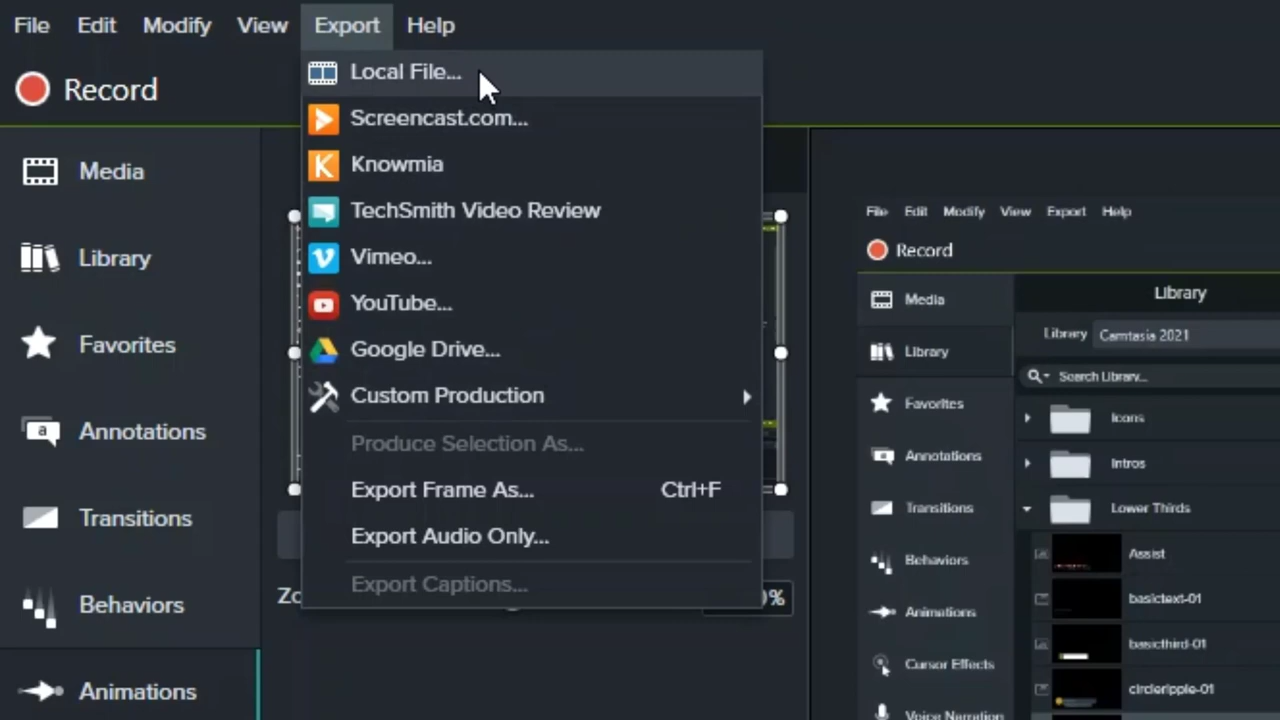 File Edit Modify View Export Help
Record
Media
Library
Favorites
Annotations
Transitions
Behaviors
Animations
Local File...
Screencast.com...
Knowmia
TechSmith Video Review
Vimeo...
YouTube...
Google Drive...
Custom Production
Produce Selection As...
Export Frame As... Ctrl+F
Export Audio Only...
Export Captions...
File Edit Modify View Export Help
Record
Media
Library
Favorites
Annotations
Transitions
Behaviors
Animations
Cursor Effects
Voice Narration
Library
Library Camtasia 2021
Search Library...
Icons
Intros
Lower Thirds
Assist
basictext-01
basicthird-01
circleripple-01